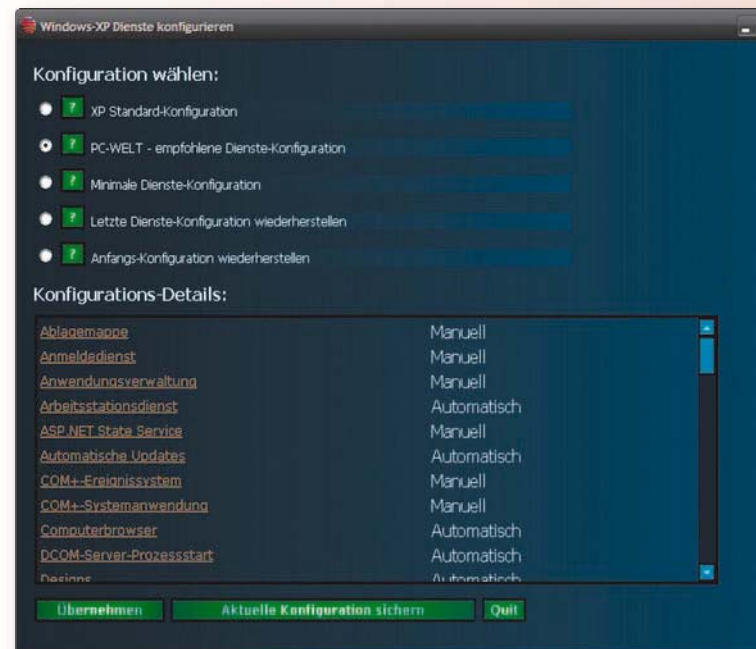 Windows-XP Dienste konfigurieren
Konfiguration wählen:
? XP Standard-Konfiguration
? PC-WELT - empfohlene Dienste-Konfiguration
? Minimale Dienste-Konfiguration
? Letzte Dienste-Konfiguration wiederherstellen
? Anfangs-Konfiguration wiederherstellen
Konfigurations-Details:
Ablagemappe Manuell
Anmeldedienst Manuell
Anwendungsverwaltung Manuell
Arbeitsstationsdienst Automatisch
ASP.NET State Service Manuell
Automatische Updates Automatisch
COM+-Ereignissystem Manuell
COM+-Systemanwendung Manuell
Computerbrowser Automatisch
DCOM-Server-Prozessstart Automatisch
Designs Automatisch
Übernehmen Aktuelle Konfiguration sichern Quit